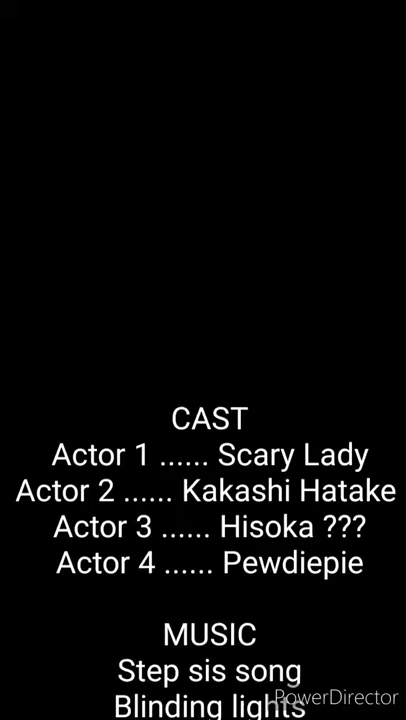 CAST
Actor 1 ...... Scary Lady
Actor 2 ...... Kakashi Hatake
Actor 3 ...... Hisoka ???
Actor 4 ...... Pewdiepie
MUSIC
Step sis song
Blinding lights
PowerDirector